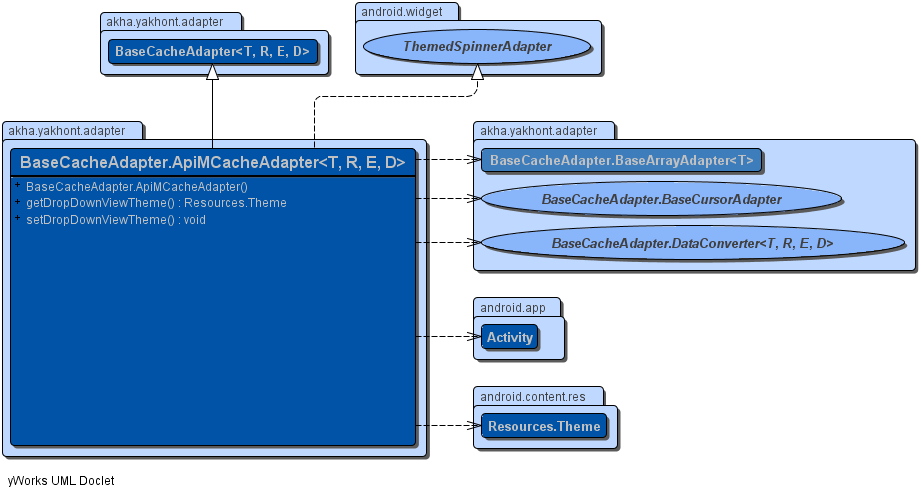 akha.yakhont.adapter
BaseCacheAdapter<T, R, E, D>
android.widget
ThemedSpinnerAdapter
akha.yakhont.adapter
BaseCacheAdapter.ApiMCacheAdapter<T, R, E, D>
+ BaseCacheAdapter.ApiMCacheAdapter()
+ getDropDownViewTheme() : Resources.Theme
+ setDropDownViewTheme() : void
akha.yakhont.adapter
BaseCacheAdapter.BaseArrayAdapter<T>
BaseCacheAdapter.BaseCursorAdapter
BaseCacheAdapter.DataConverter<T, R, E, D>
android.app
Activity
android.content.res
Resources.Theme
yWorks UML Doclet